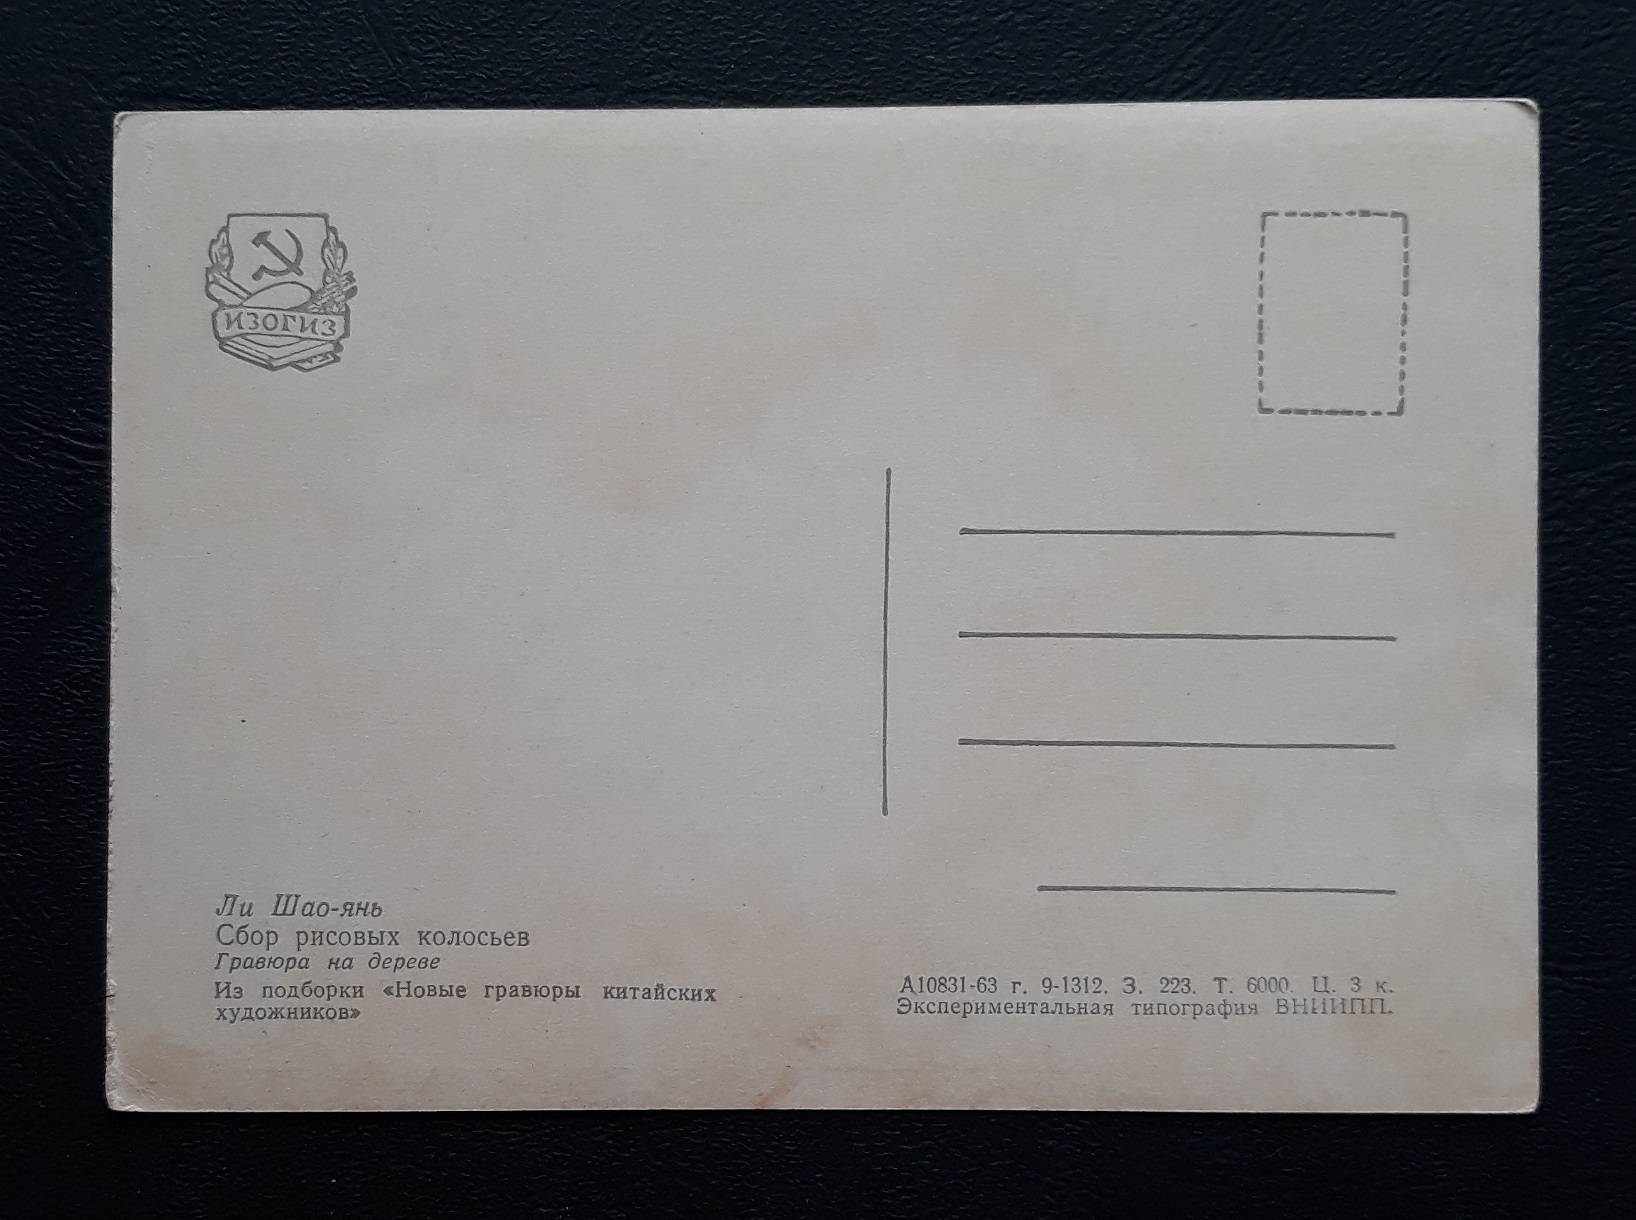 ИЗОГИЗ
Ли Шао-янь
Сбор рисовых колосьев
Гравюра на дереве
Из подборки «Новые гравюры китайских
художников»
А10831-63 г. 9-1312. З. 223. Т. 6000. Ц. 3 к.
Экспериментальная типография ВНИИПП.